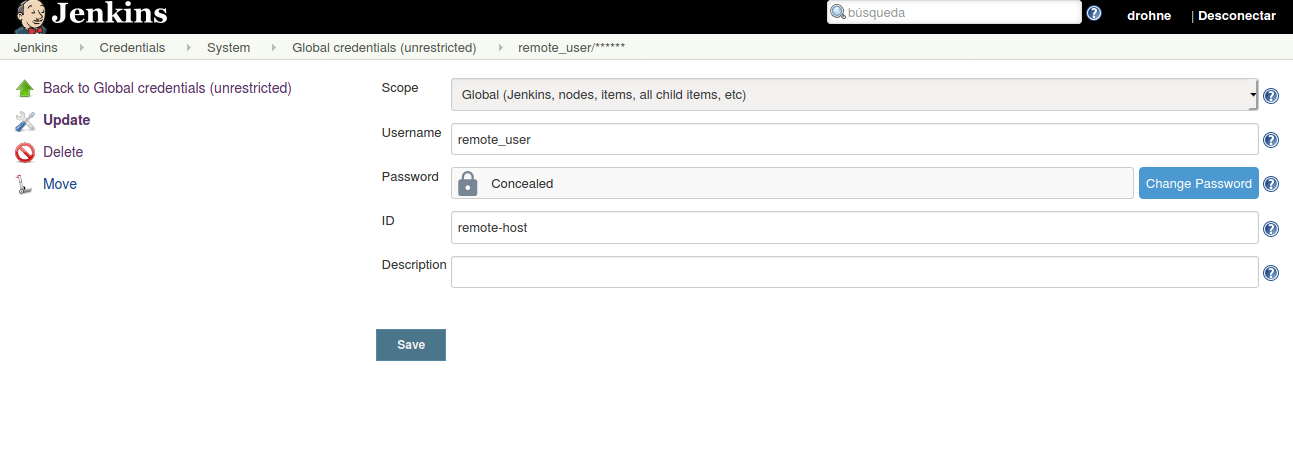 Jenkins
búsqueda
drohne
| Desconectar
Jenkins
Credentials
System
Global credentials (unrestricted)
remote_user/******
Back to Global credentials (unrestricted)
Update
Delete
Move
Scope
Global (Jenkins, nodes, items, all child items, etc)
Username
remote_user
Password
Concealed
Change Password
ID
remote-host
Description
Save